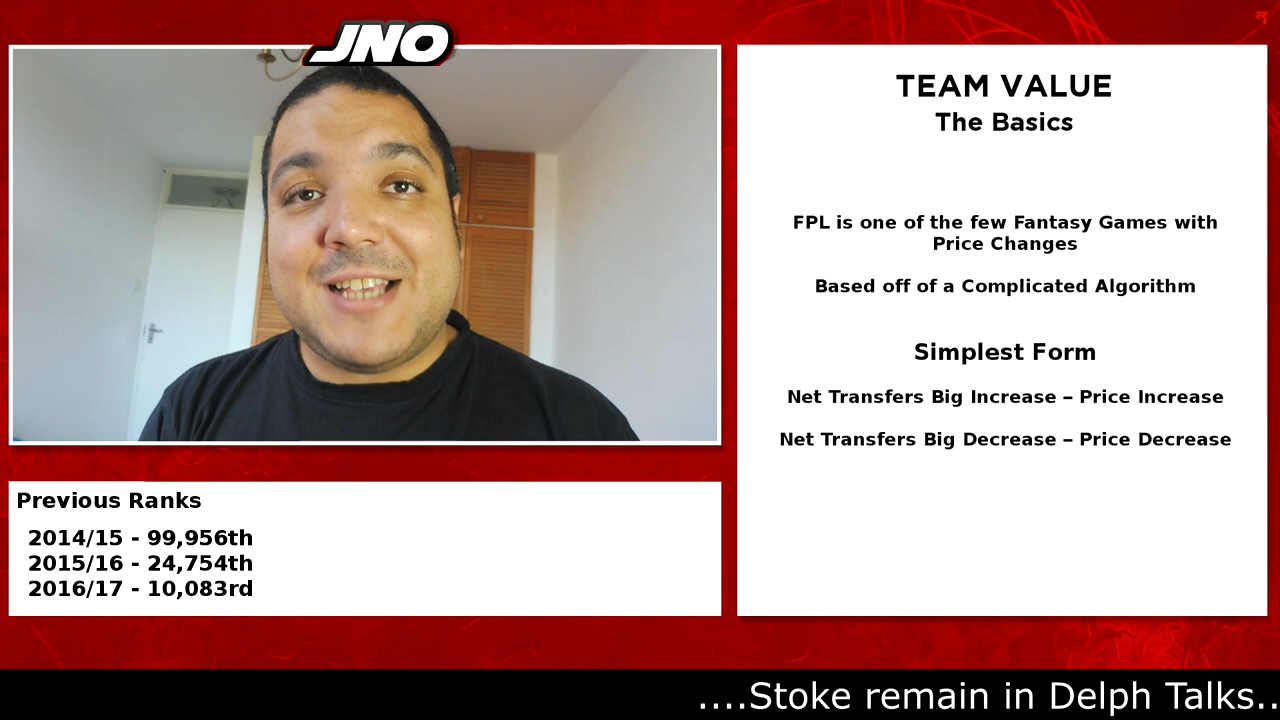 JNO
TEAM VALUE
The Basics
FPL is one of the few Fantasy Games with
Price Changes
Based off of a Complicated Algorithm
Simplest Form
Net Transfers Big Increase – Price Increase
Net Transfers Big Decrease – Price Decrease
Previous Ranks
2014/15 - 99,956th
2015/16 - 24,754th
2016/17 - 10,083rd
....Stoke remain in Delph Talks..